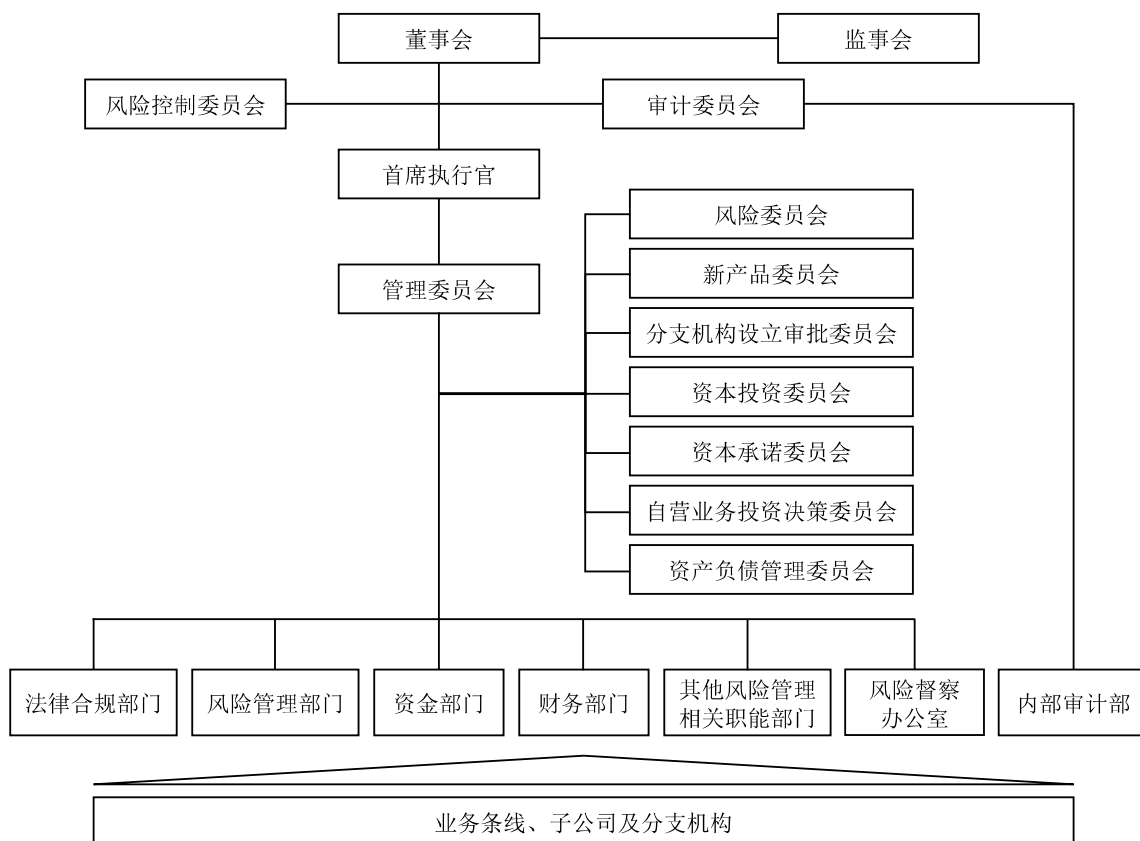 董事会
监事会
风险控制委员会
审计委员会
首席执行官
风险委员会
新产品委员会
管理委员会
分支机构设立审批委员会
资本投资委员会
资本承诺委员会
自营业务投资决策委员会
资产负债管理委员会
法律合规部门
风险管理部门
资金部门
财务部门
其他风险管理
相关职能部门
风险督察
办公室
内部审计部
业务条线、子公司及分支机构